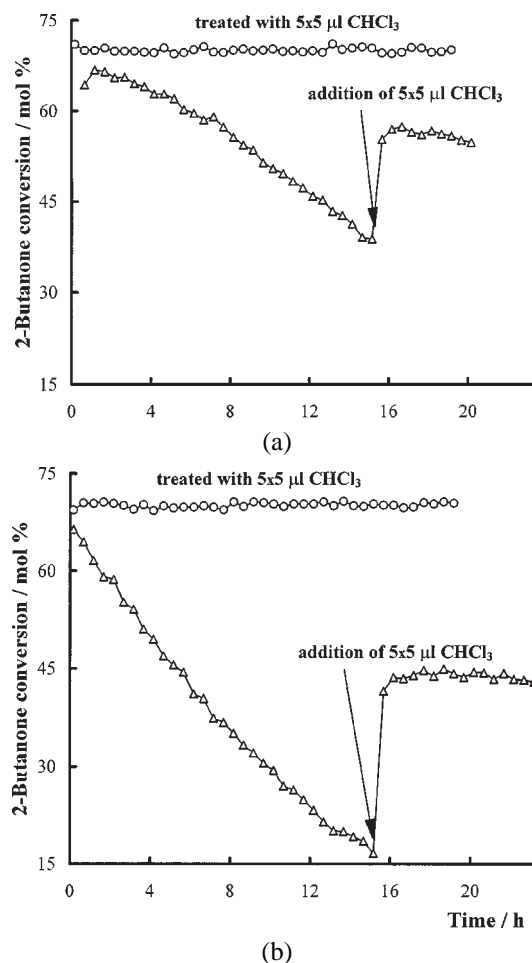 75
treated with 5x5 µl CHCl₃
60
addition of 5x5 µl CHCl₃
45
30
15
2-Butanone conversion / mol %
0 4 8 12 16 20
(a)
75
treated with 5x5 µl CHCl₃
60
addition of 5x5 µl CHCl₃
45
30
15
2-Butanone conversion / mol %
0 4 8 12 16 20
Time / h
(b)